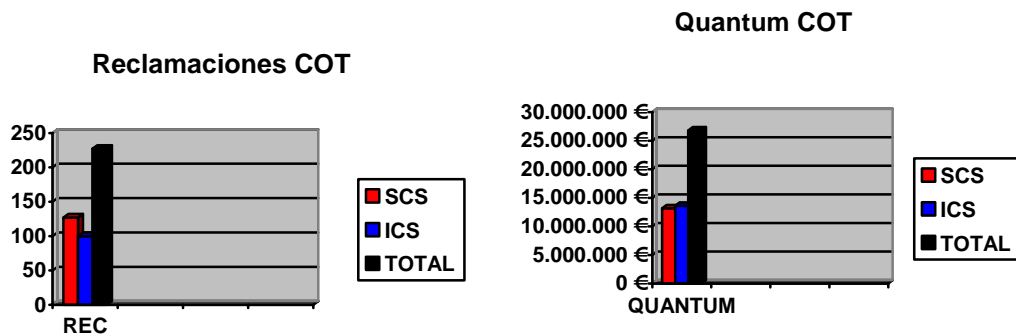 Reclamaciones COT
250
200
150
100
50
0
REC
SCS
ICS
TOTAL
Quantum COT
30.000.000 €
25.000.000 €
20.000.000 €
15.000.000 €
10.000.000 €
5.000.000 €
0 €
QUANTUM
SCS
ICS
TOTAL